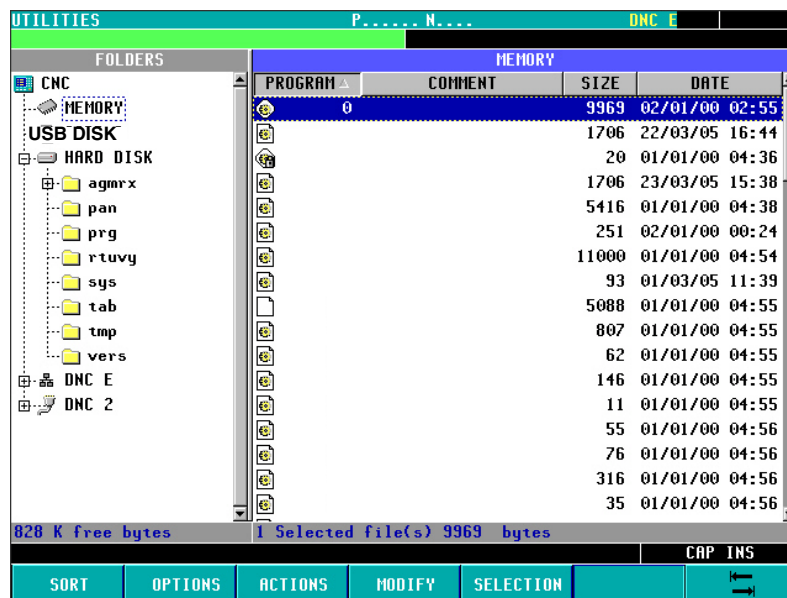 UTILITIES P...... N.... DNC E
FOLDERS MEMORY
CNC PROGRAM COMMENT SIZE DATE
MEMORY 0 9969 02/01/00 02:55
USB DISK 1706 22/03/05 16:44
HARD DISK 20 01/01/00 04:36
agmrx 1706 23/03/05 15:38
pan 5416 01/01/00 04:38
prg 251 02/01/00 00:24
rtuvy 11000 01/01/00 04:54
sys 93 01/03/05 11:39
tab 5088 01/01/00 04:55
tmp 807 01/01/00 04:55
vers 62 01/01/00 04:55
DNC E 146 01/01/00 04:55
DNC 2 11 01/01/00 04:55
55 01/01/00 04:56
76 01/01/00 04:56
316 01/01/00 04:56
35 01/01/00 04:56
828 K free bytes 1 Selected file(s) 9969 bytes
CAP INS
SORT OPTIONS ACTIONS MODIFY SELECTION